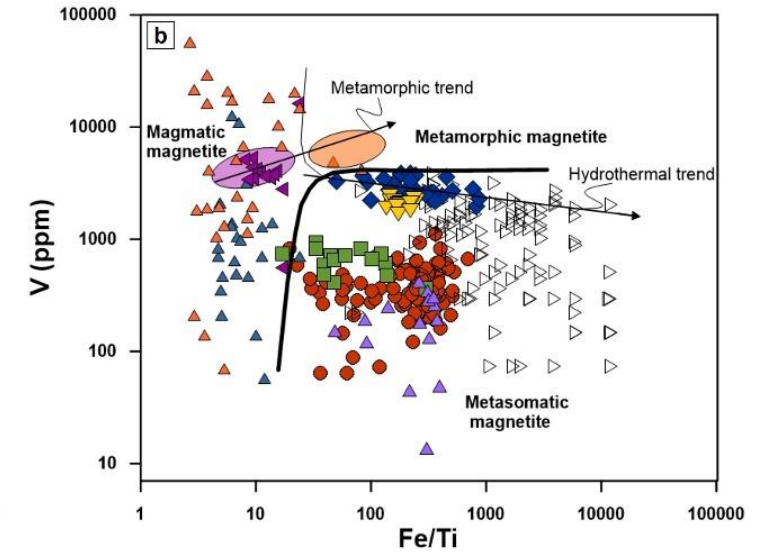 100000
b
Metamorphic trend
10000
Magmatic
magnetite
Metamorphic magnetite
Hydrothermal trend
V (ppm)
1000
100
Metasomatic
magnetite
10
1 10 100 1000 10000 100000
Fe/Ti